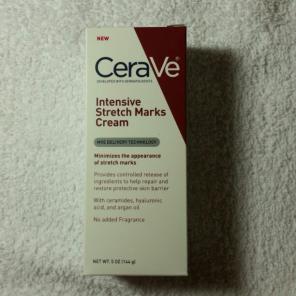 NEW
CeraVe
DEVELOPED WITH DERMATOLOGISTS
Intensive
Stretch Marks
Cream
MVE DELIVERY TECHNOLOGY
Minimizes the appearance
of stretch marks
Provides controlled release of
ingredients to help repair and
restore protective skin barrier
With ceramides, hyaluronic
acid, and argan oil
No added Fragrance
NET WT. 5 OZ (144 g)